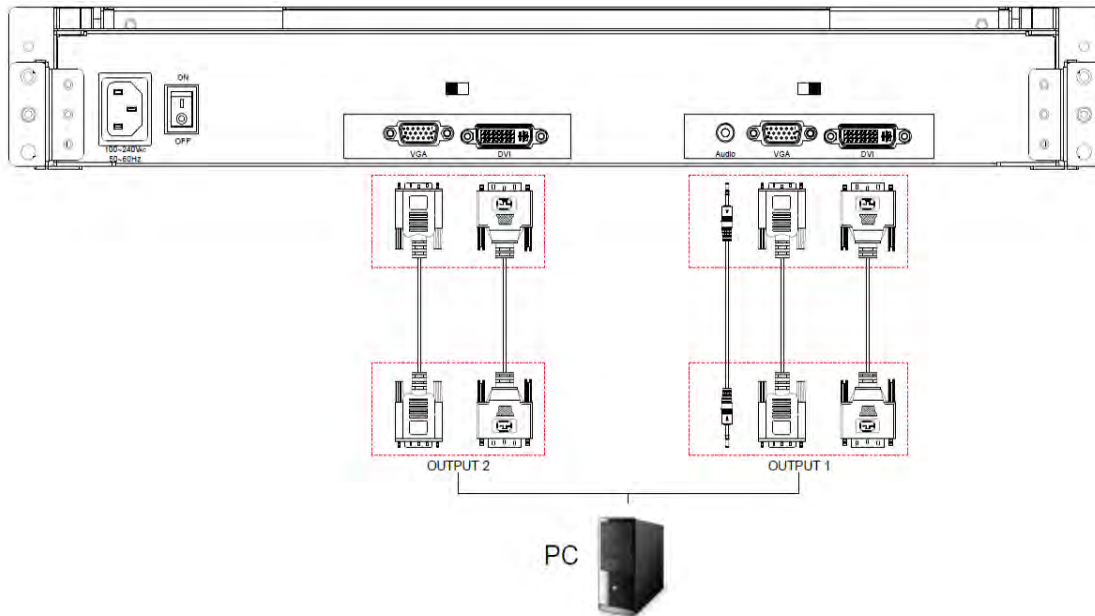 ON
OFF
100~240Vac
50~60Hz
VGA
DVI
Audio
VGA
DVI
OUTPUT 2
OUTPUT 1
PC